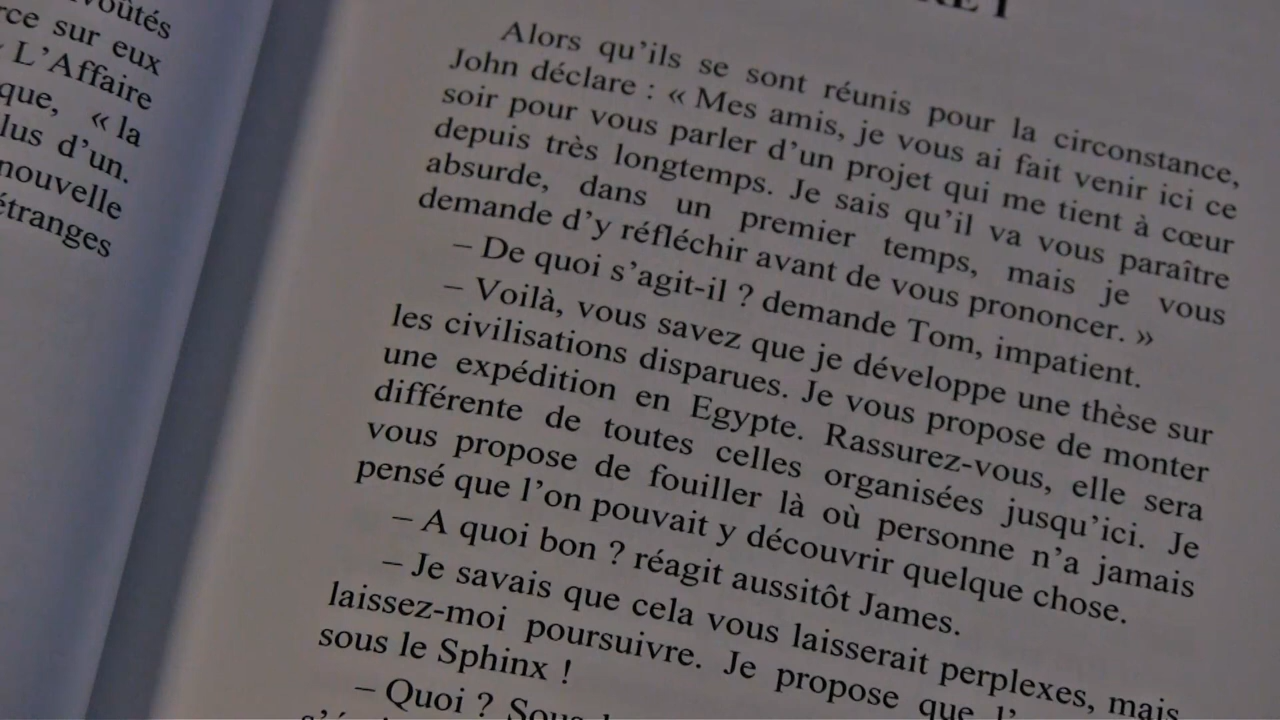 voûtés
rce sur eux
« L'Affaire
que, « la
lus d'un.
nouvelle
étranges
RE I
Alors qu'ils se sont réunis pour la circonstance,
John déclare : « Mes amis, je vous ai fait venir ici ce
soir pour vous parler d'un projet qui me tient à cœur
depuis très longtemps. Je sais qu'il va vous paraître
absurde, dans un premier temps, mais je vous
demande d'y réfléchir avant de vous prononcer. »
– De quoi s'agit-il ? demande Tom, impatient.
– Voilà, vous savez que je développe une thèse sur
les civilisations disparues. Je vous propose de monter
une expédition en Egypte. Rassurez-vous, elle sera
différente de toutes celles organisées jusqu'ici. Je
vous propose de fouiller là où personne n'a jamais
pensé que l'on pouvait y découvrir quelque chose.
– A quoi bon ? réagit aussitôt James.
– Je savais que cela vous laisserait perplexes, mais
laissez-moi poursuivre. Je propose que l'
sous le Sphinx !
– Quoi ? Sous